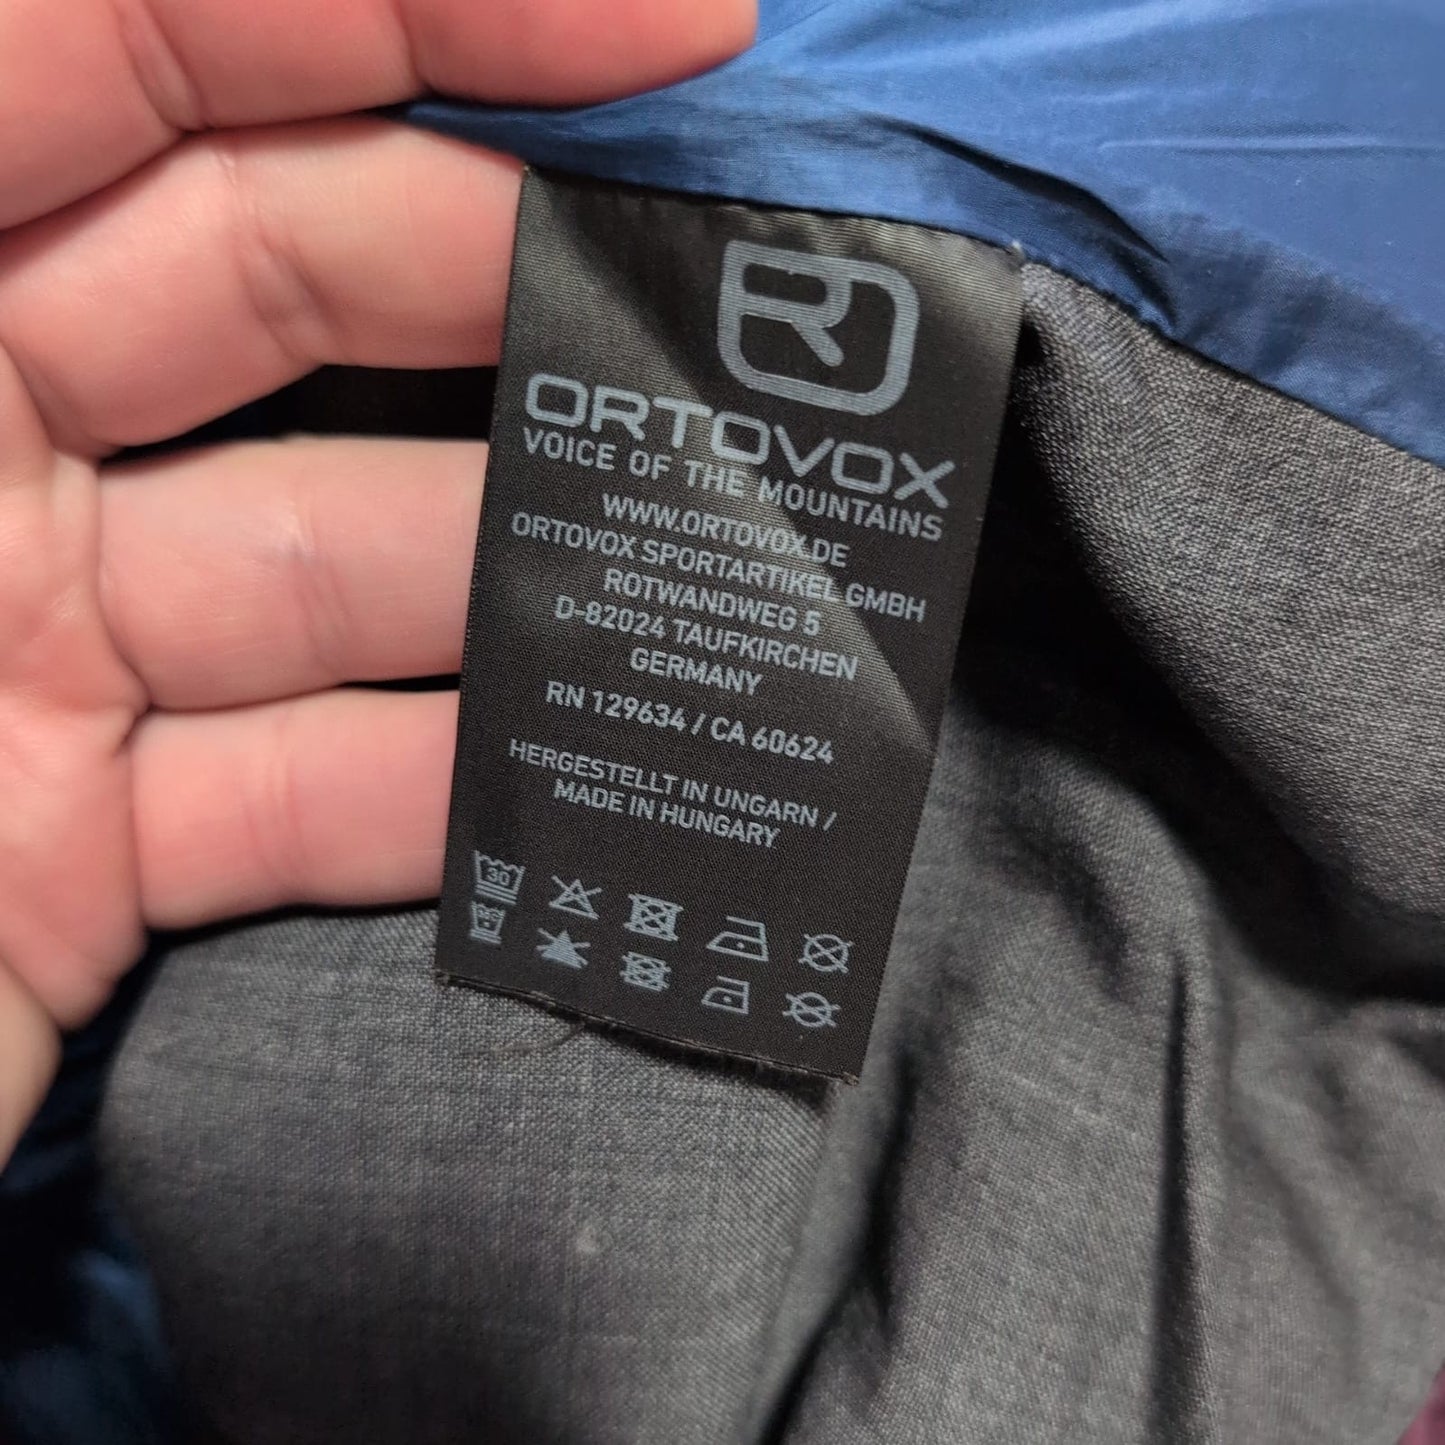 ORTOVOX
VOICE OF THE MOUNTAINS
WWW.ORTOVOX.DE
ORTOVOX SPORTARTIKEL GMBH
ROTWANDWEG 5
D-82024 TAUFKIRCHEN
GERMANY
RN 129634 / CA 60624
HERGESTELLT IN UNGARN /
MADE IN HUNGARY
30